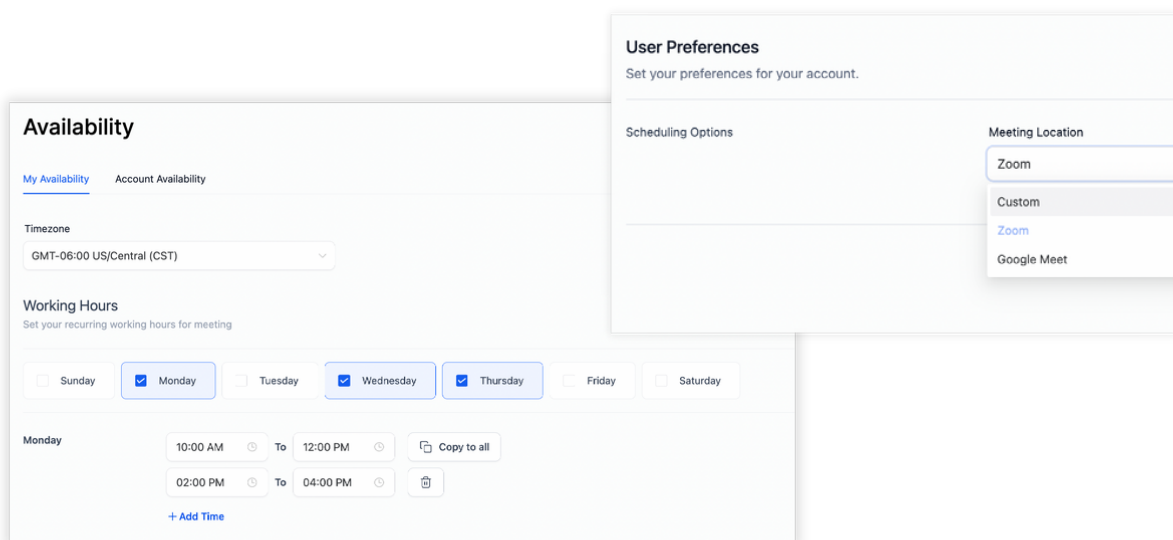 User Preferences
Set your preferences for your account.
Scheduling Options
Meeting Location
Zoom
Custom
Zoom
Google Meet
Availability
My Availability Account Availability
Timezone
GMT-06:00 US/Central (CST)
Working Hours
Set your recurring working hours for meeting
Sunday Monday Tuesday Wednesday Thursday Friday Saturday
Monday
10:00 AM To 12:00 PM Copy to all
02:00 PM To 04:00 PM
+ Add Time